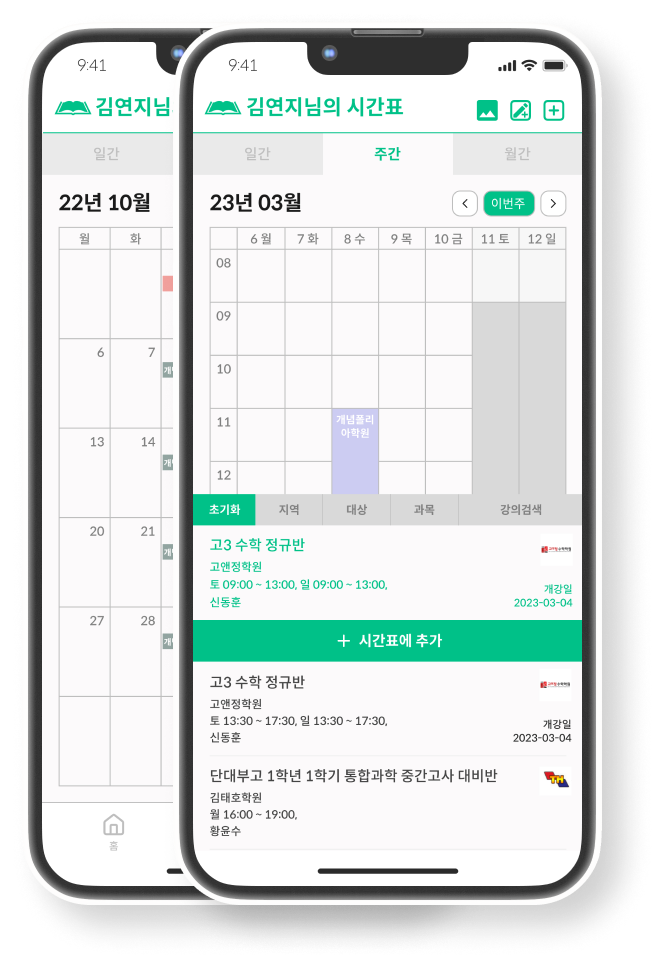 9:41
김연지님
일간
22년 10월
월
화
6
7
13
14
20
21
27
28
홈
9:41
김연지님의 시간표
일간
주간
월간
23년 03월
이번주
6 월
7 화
8 수
9 목
10 금
11 토
12 일
08
09
10
11
12
개념폴리
아학원
초기화
지역
대상
과목
강의검색
고3 수학 정규반
고앤정학원
토 09:00 ~ 13:00, 일 09:00 ~ 13:00,
신동훈
개강일
2023-03-04
+ 시간표에 추가
고3 수학 정규반
고앤정학원
토 13:30 ~ 17:30, 일 13:30 ~ 17:30,
신동훈
개강일
2023-03-04
단대부고 1학년 1학기 통합과학 중간고사 대비반
김태호학원
월 16:00 ~ 19:00,
황윤수
TH